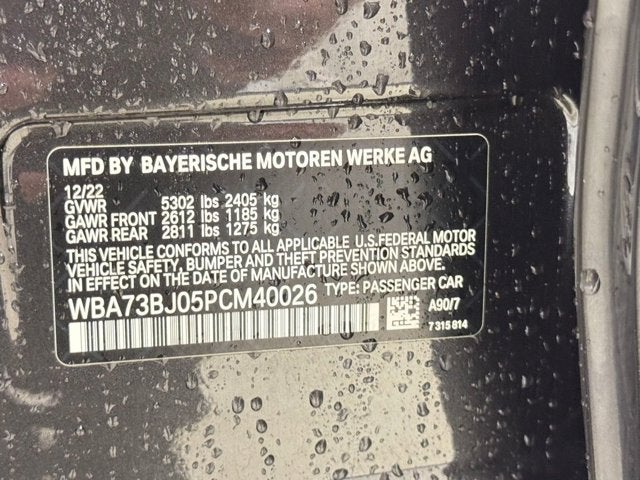 MFD BY BAYERISCHE MOTOREN WERKE AG
12/22
GVWR 5302 lbs 2405 kg
GAWR FRONT 2612 lbs 1185 kg
GAWR REAR 2811 lbs 1275 kg
THIS VEHICLE CONFORMS TO ALL APPLICABLE U.S.FEDERAL MOTOR
VEHICLE SAFETY, BUMPER AND THEFT PREVENTION STANDARDS
IN EFFECT ON THE DATE OF MANUFACTURE SHOWN ABOVE.
WBA73BJ05PCM40026 TYPE: PASSENGER CAR
A90/7
7 315 814